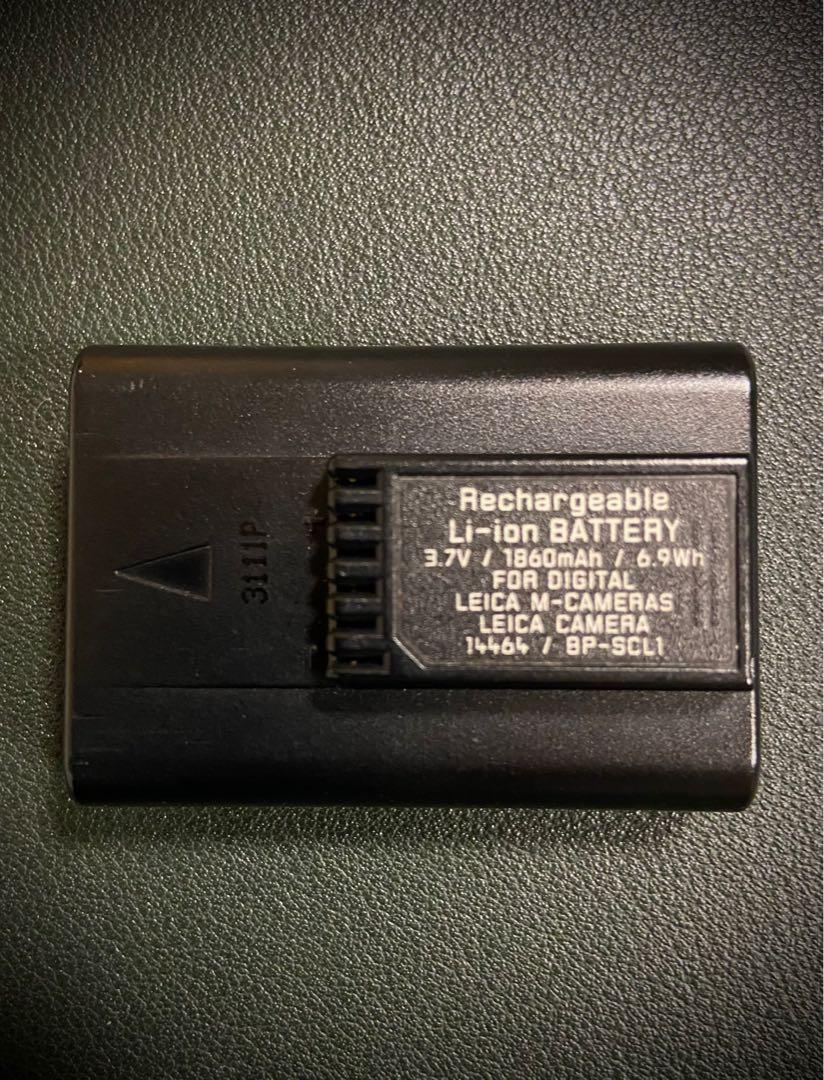 3111P
Rechargeable
Li-ion BATTERY
3.7V / 1860mAh / 6.9Wh
FOR DIGITAL
LEICA M-CAMERAS
LEICA CAMERA
14464 / BP-SCL1